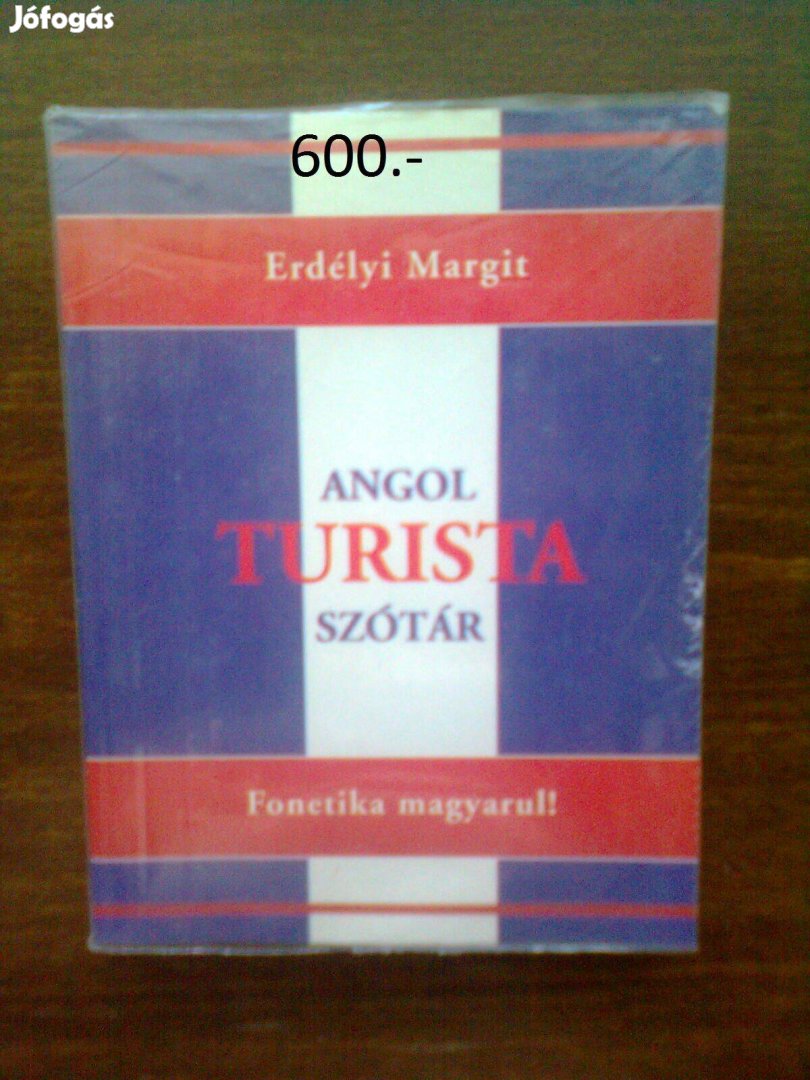 Jófogás
600.-
Erdélyi Margit
ANGOL
TURISTA
SZÓTÁR
Fonetika magyarul!